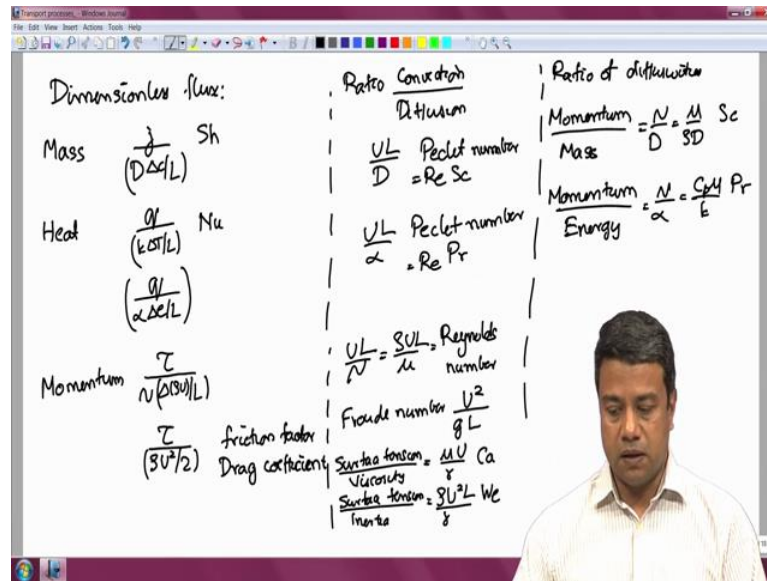 Transport processes_ - Windows Journal
File Edit View Insert Actions Tools Help
Dimensionless flux:
Mass j/(DΔc/L) Sh
Heat q/(kΔT/L) Nu
(q/αΔe/L)
Momentum τ/ν(Δ(ρU)/L)
τ/(ρU²/2) friction factor
Drag coefficient
Ratio Convection/Diffusion
UL/D Peclet number
= Re Sc
UL/α Peclet number
= Re Pr
UL/ν = ρUL/μ = Reynolds
number
Froude number U²/gL
Surface tension/Viscosity = μU/γ Ca
Surface tension/Inertia = ρU²L/γ We
Ratio of diffusivities
Momentum/Mass = ν/D = μ/ρD Sc
Momentum/Energy = ν/α = Cpμ/k Pr